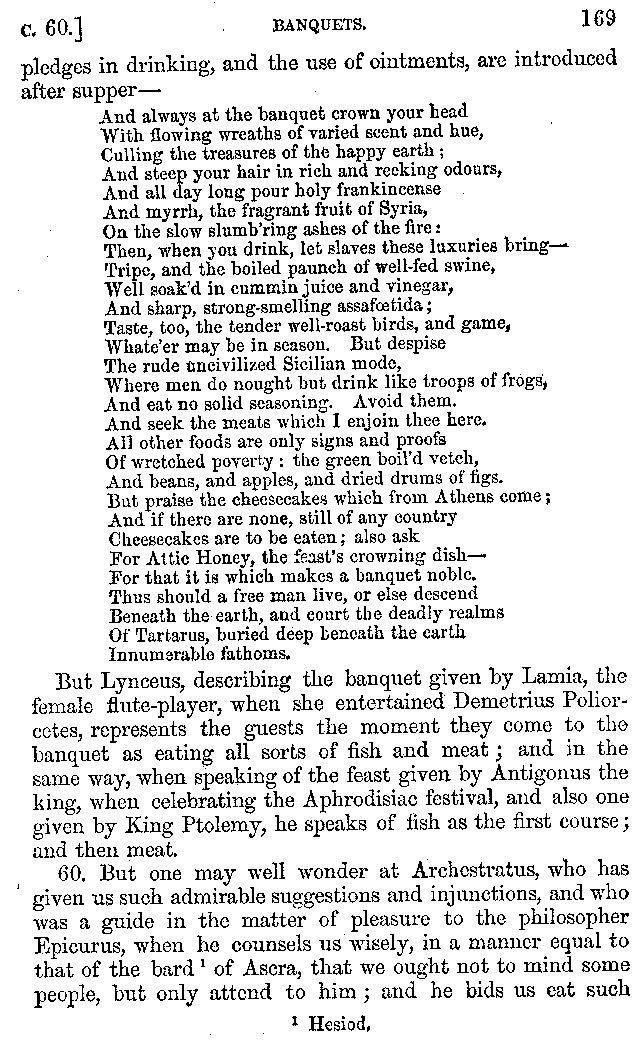 C. 60.] BANQUETS. 169
pledges in drinking, and the use of ointments, are introduced
after supper—
And always at the banquet crown your head
With flowing wreaths of varied scent and hue,
Culling the treasures of the happy earth;
And steep your hair in rich and reeking odours,
And all day long pour holy frankincense
And myrrh, the fragrant fruit of Syria,
On the slow slumb'ring ashes of the fire:
Then, when you drink, let slaves these luxuries bring—
Tripe, and the boiled paunch of well-fed swine,
Well soak'd in cummin juice and vinegar,
And sharp, strong-smelling assafœtida;
Taste, too, the tender well-roast birds, and game,
Whate'er may be in season. But despise
The rude uncivilized Sicilian mode,
Where men do nought but drink like troops of frogs,
And eat no solid seasoning. Avoid them.
And seek the meats which I enjoin thee here.
All other foods are only signs and proofs
Of wretched poverty: the green boil'd vetch,
And beans, and apples, and dried drums of figs.
But praise the cheesecakes which from Athens come;
And if there are none, still of any country
Cheesecakes are to be eaten; also ask
For Attic Honey, the feast's crowning dish—
For that it is which makes a banquet noble.
Thus should a free man live, or else descend
Beneath the earth, and court the deadly realms
Of Tartarus, buried deep beneath the earth
Innumerable fathoms.
But Lynceus, describing the banquet given by Lamia, the
female flute-player, when she entertained Demetrius Polior-
cetes, represents the guests the moment they come to the
banquet as eating all sorts of fish and meat; and in the
same way, when speaking of the feast given by Antigonus the
king, when celebrating the Aphrodisiac festival, and also one
given by King Ptolemy, he speaks of fish as the first course;
and then meat.
60. But one may well wonder at Archestratus, who has
given us such admirable suggestions and injunctions, and who
was a guide in the matter of pleasure to the philosopher
Epicurus, when he counsels us wisely, in a manner equal to
that of the bard ¹ of Ascra, that we ought not to mind some
people, but only attend to him; and he bids us eat such
¹ Hesiod.